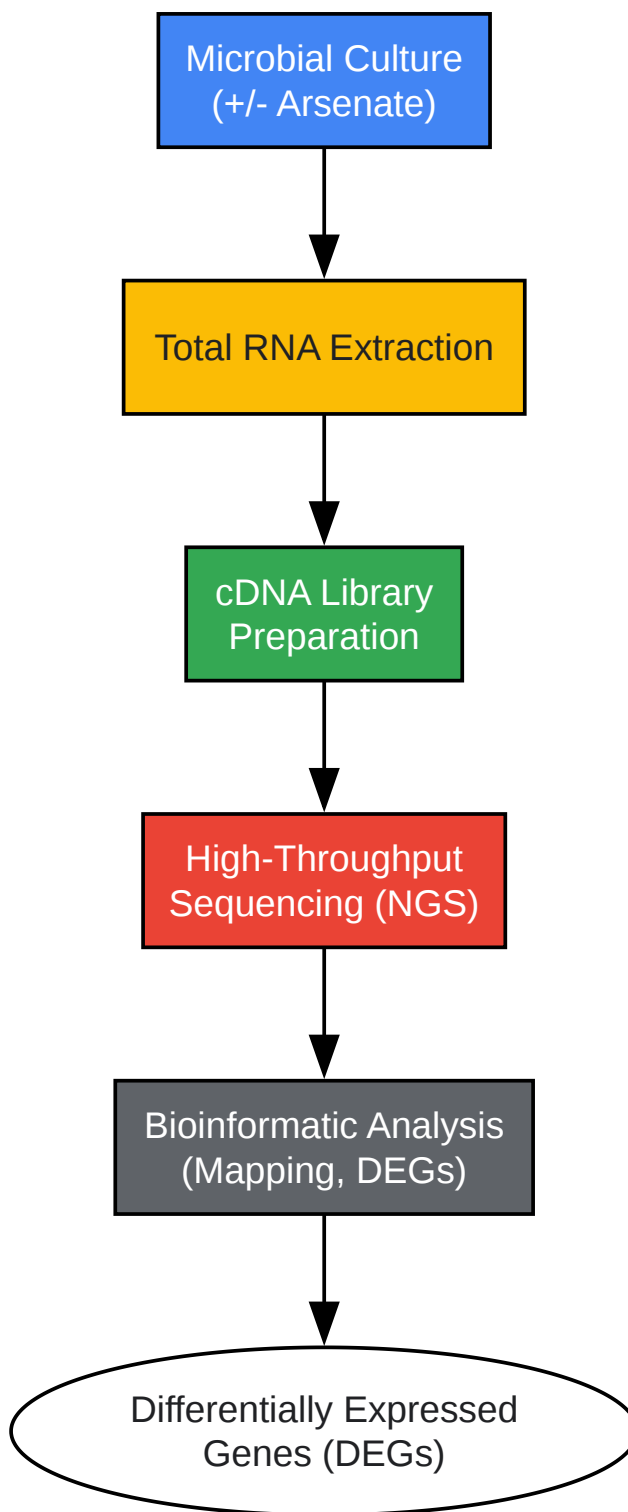 Microbial Culture
(+/- Arsenate)
Total RNA Extraction
cDNA Library
Preparation
High-Throughput
Sequencing (NGS)
Bioinformatic Analysis
(Mapping, DEGs)
Differentially Expressed
Genes (DEGs)